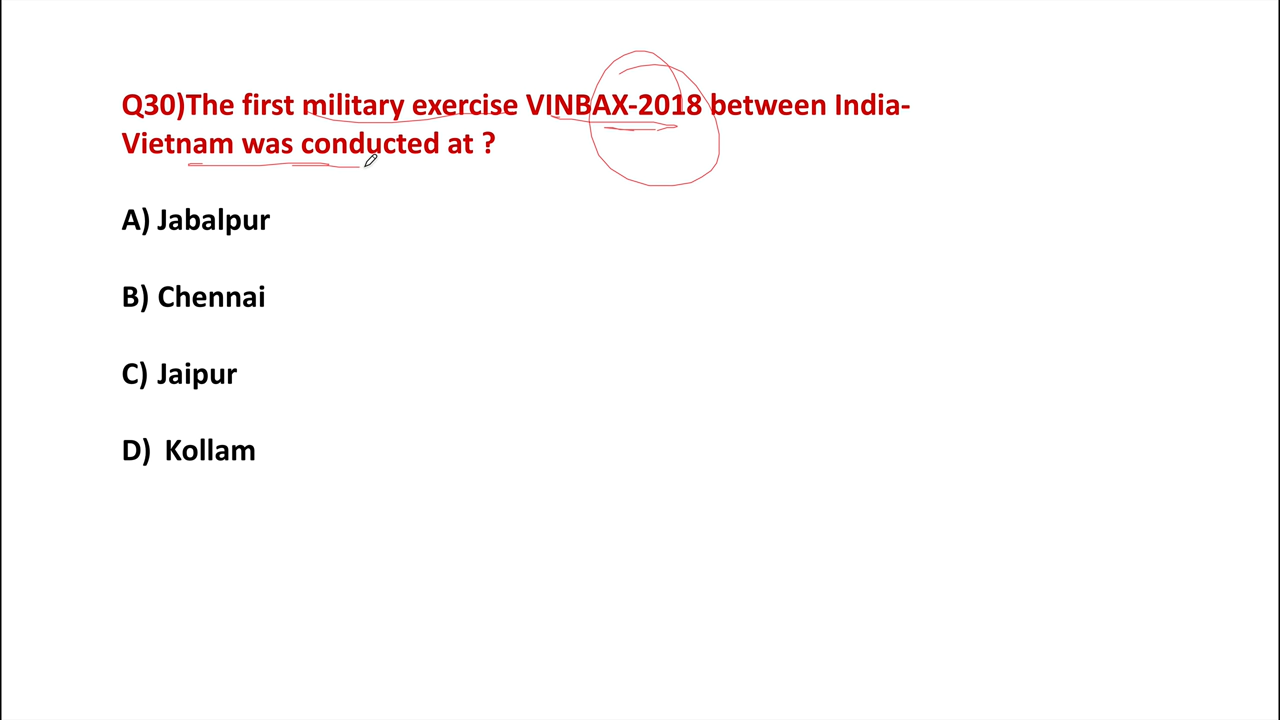 Q30)The first military exercise VINBAX-2018 between India-
Vietnam was conducted at ?
A) Jabalpur
B) Chennai
C) Jaipur
D) Kollam